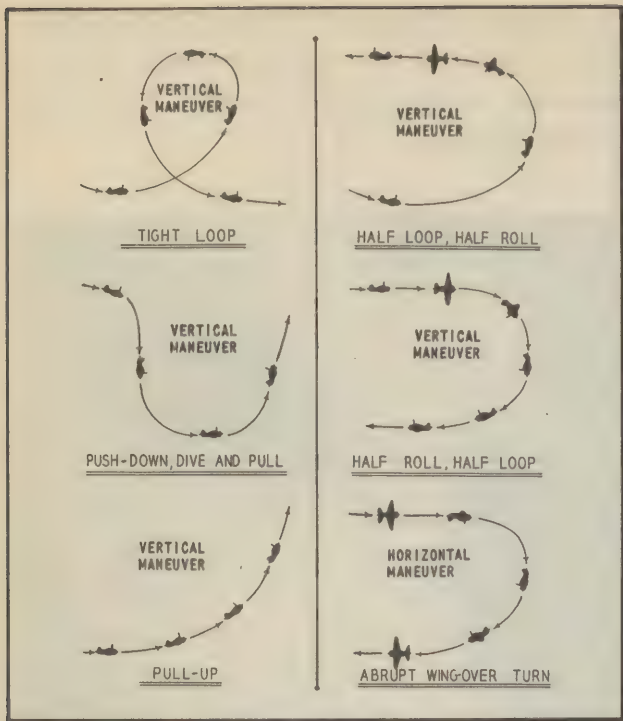 VERTICAL
MANEUVER
TIGHT LOOP
VERTICAL
MANEUVER
PUSH-DOWN, DIVE AND PULL
VERTICAL
MANEUVER
PULL-UP
VERTICAL
MANEUVER
HALF LOOP, HALF ROLL
VERTICAL
MANEUVER
HALF ROLL, HALF LOOP
HORIZONTAL
MANEUVER
ABRUPT WING-OVER TURN